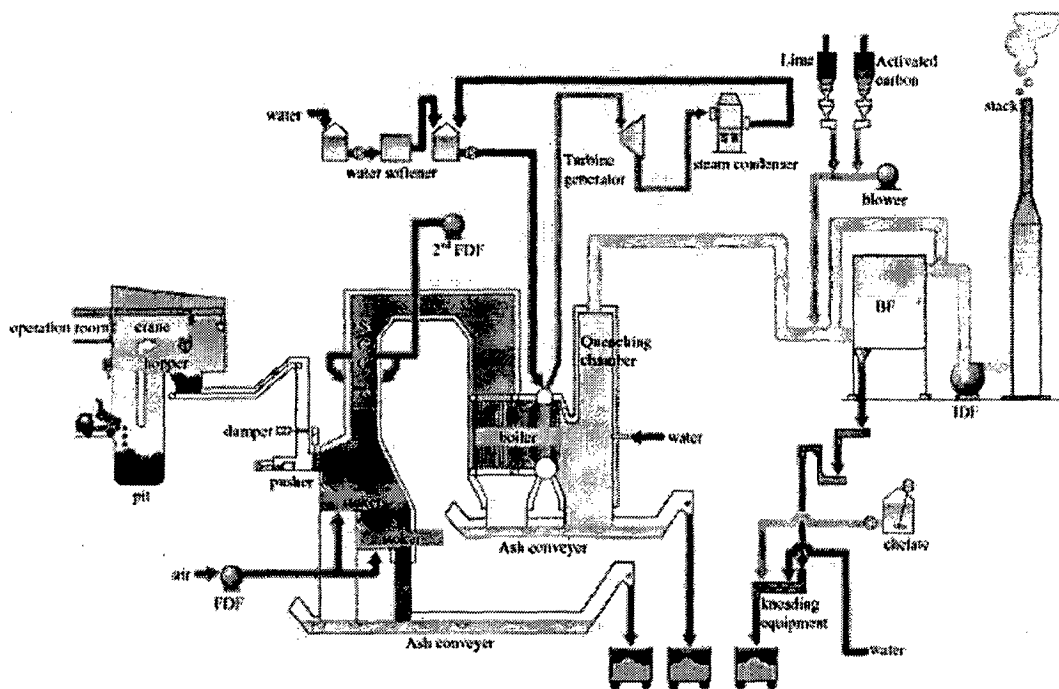 Lime
Activated
carbon
stack
water
water softener
Turbine
generator
steam condenser
blower
2nd FDF
operation room
crane
hopper
Quenching
chamber
BF
damper
boiler
water
IDF
pusher
pit
stoker
Ash conveyer
chelate
air
FDF
kneading
equipment
Ash conveyer
water